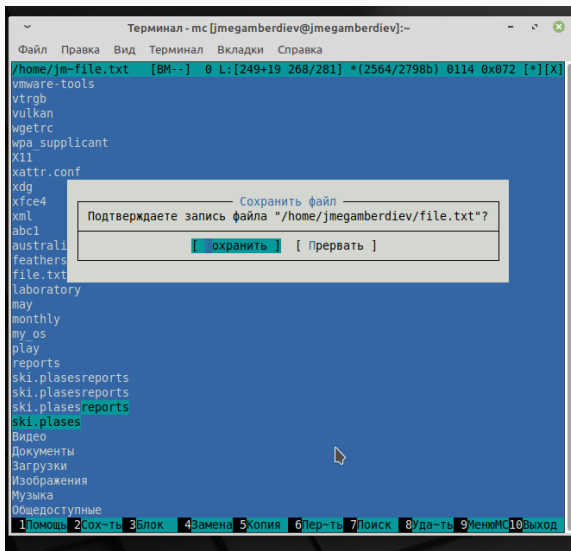 Терминал - mc [jmegamberdiev@jmegamberdiev]:~
Файл Правка Вид Терминал Вкладки Справка
/home/jm~file.txt [BM--] 0 L:[249+19 268/281] *(2564/2798b) 0114 0x072 [*][X]
vmware-tools
vtrgb
vulkan
wgetrc
wpa_supplicant
X11
xattr.conf
xdg
xfce4
xml
abc1
australi
feathers
file.txt
laboratory
may
monthly
my_os
play
reports
ski.plasesreports
ski.plasesreports
ski.plasesreports
ski.plases
Видео
Документы
Загрузки
Изображения
Музыка
Общедоступные
Сохранить файл
Подтверждаете запись файла "/home/jmegamberdiev/file.txt"?
[ Сохранить ] [ Прервать ]
1Помощь 2Сох~ть 3Блок 4Замена 5Копия 6Пер~ть 7Поиск 8Уда~ть 9МенюMC 10Выход